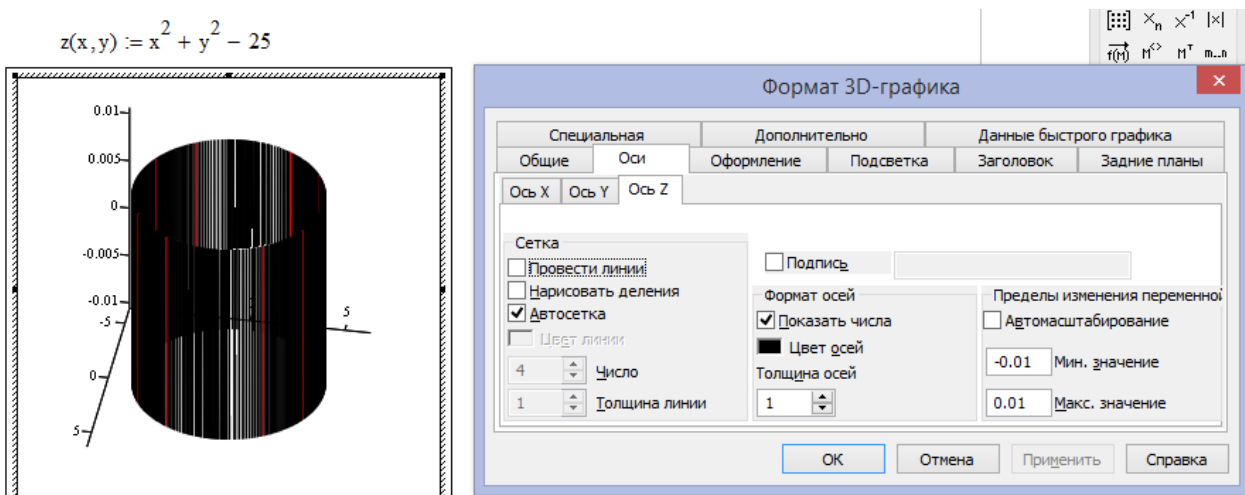 z(x,y) := x² + y² − 25
[⁝⁝⁝] ×ₙ ×⁻¹ |×|
f(M) M<> Mᵀ m..n
0.01
0.005
0
-0.005
-0.01
-5
0
5
5
Формат 3D-графика
Специальная Дополнительно Данные быстрого графика
Общие Оси Оформление Подсветка Заголовок Задние планы
Ось X Ось Y Ось Z
Сетка
Провести линии
Нарисовать деления
Автосетка
Цвет линии
4 Число
1 Толщина линии
Подпись
Формат осей
Показать числа
Цвет осей
Толщина осей
1
Пределы изменения переменной
Автомасштабирование
-0.01 Мин. значение
0.01 Макс. значение
ОК Отмена Применить Справка